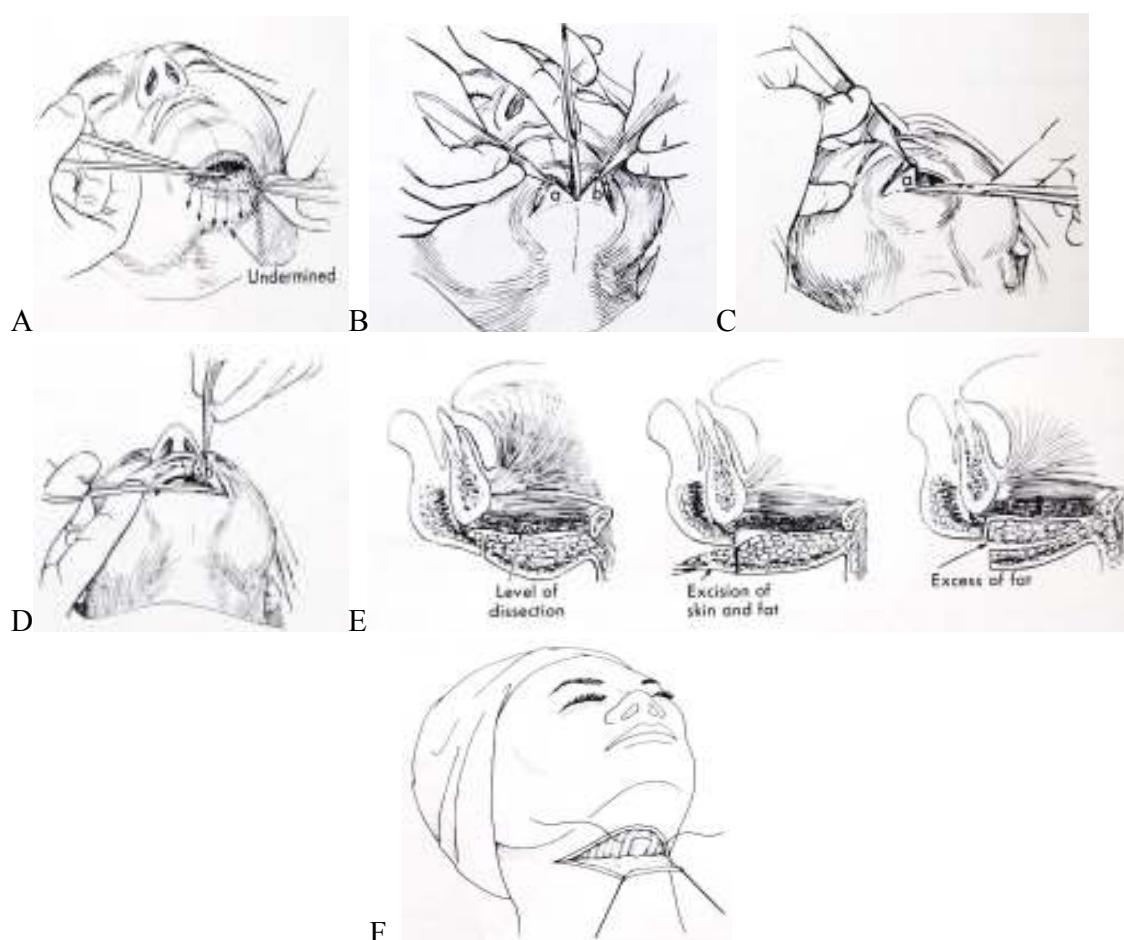 Undermined
A
B
a
a
C
a
D
E
Level of
dissection
Excision of
skin and fat
Excess of fat
F